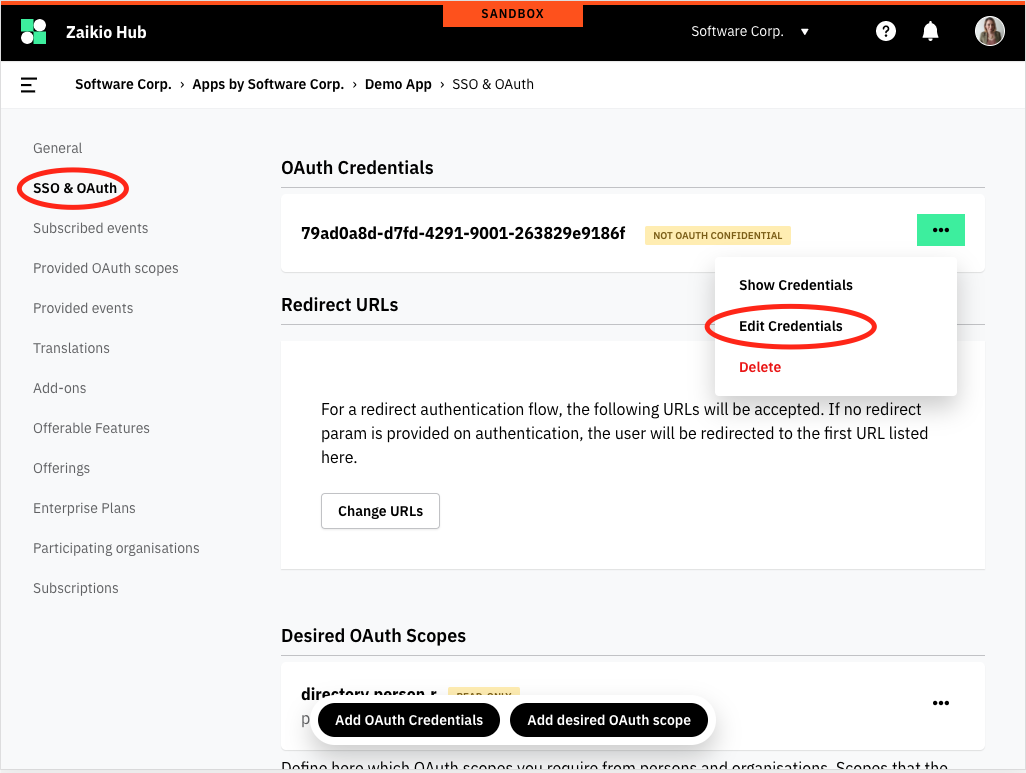 SANDBOX
Zaikio Hub
Software Corp. ▼
?
Software Corp. › Apps by Software Corp. › Demo App › SSO & OAuth
General
SSO & OAuth
Subscribed events
Provided OAuth scopes
Provided events
Translations
Add-ons
Offerable Features
Offerings
Enterprise Plans
Participating organisations
Subscriptions
OAuth Credentials
79ad0a8d-d7fd-4291-9001-263829e9186f NOT OAUTH CONFIDENTIAL •••
Show Credentials
Edit Credentials
Delete
Redirect URLs
For a redirect authentication flow, the following URLs will be accepted. If no redirect
param is provided on authentication, the user will be redirected to the first URL listed
here.
Change URLs
Desired OAuth Scopes
directory.person.r READ-ONLY •••
p
Add OAuth Credentials Add desired OAuth scope
Define here which OAuth scopes you require from persons and organisations. Scopes that the